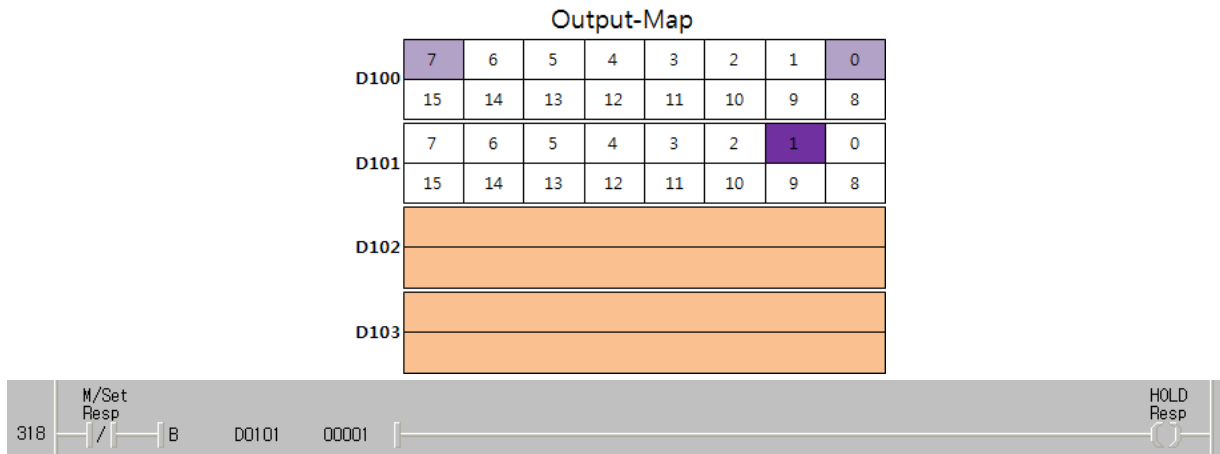 Output-Map
D100
7 6 5 4 3 2 1 0
15 14 13 12 11 10 9 8
D101
7 6 5 4 3 2 1 0
15 14 13 12 11 10 9 8
D102
D103
M/Set HOLD
Resp Resp
318 / B D0101 00001